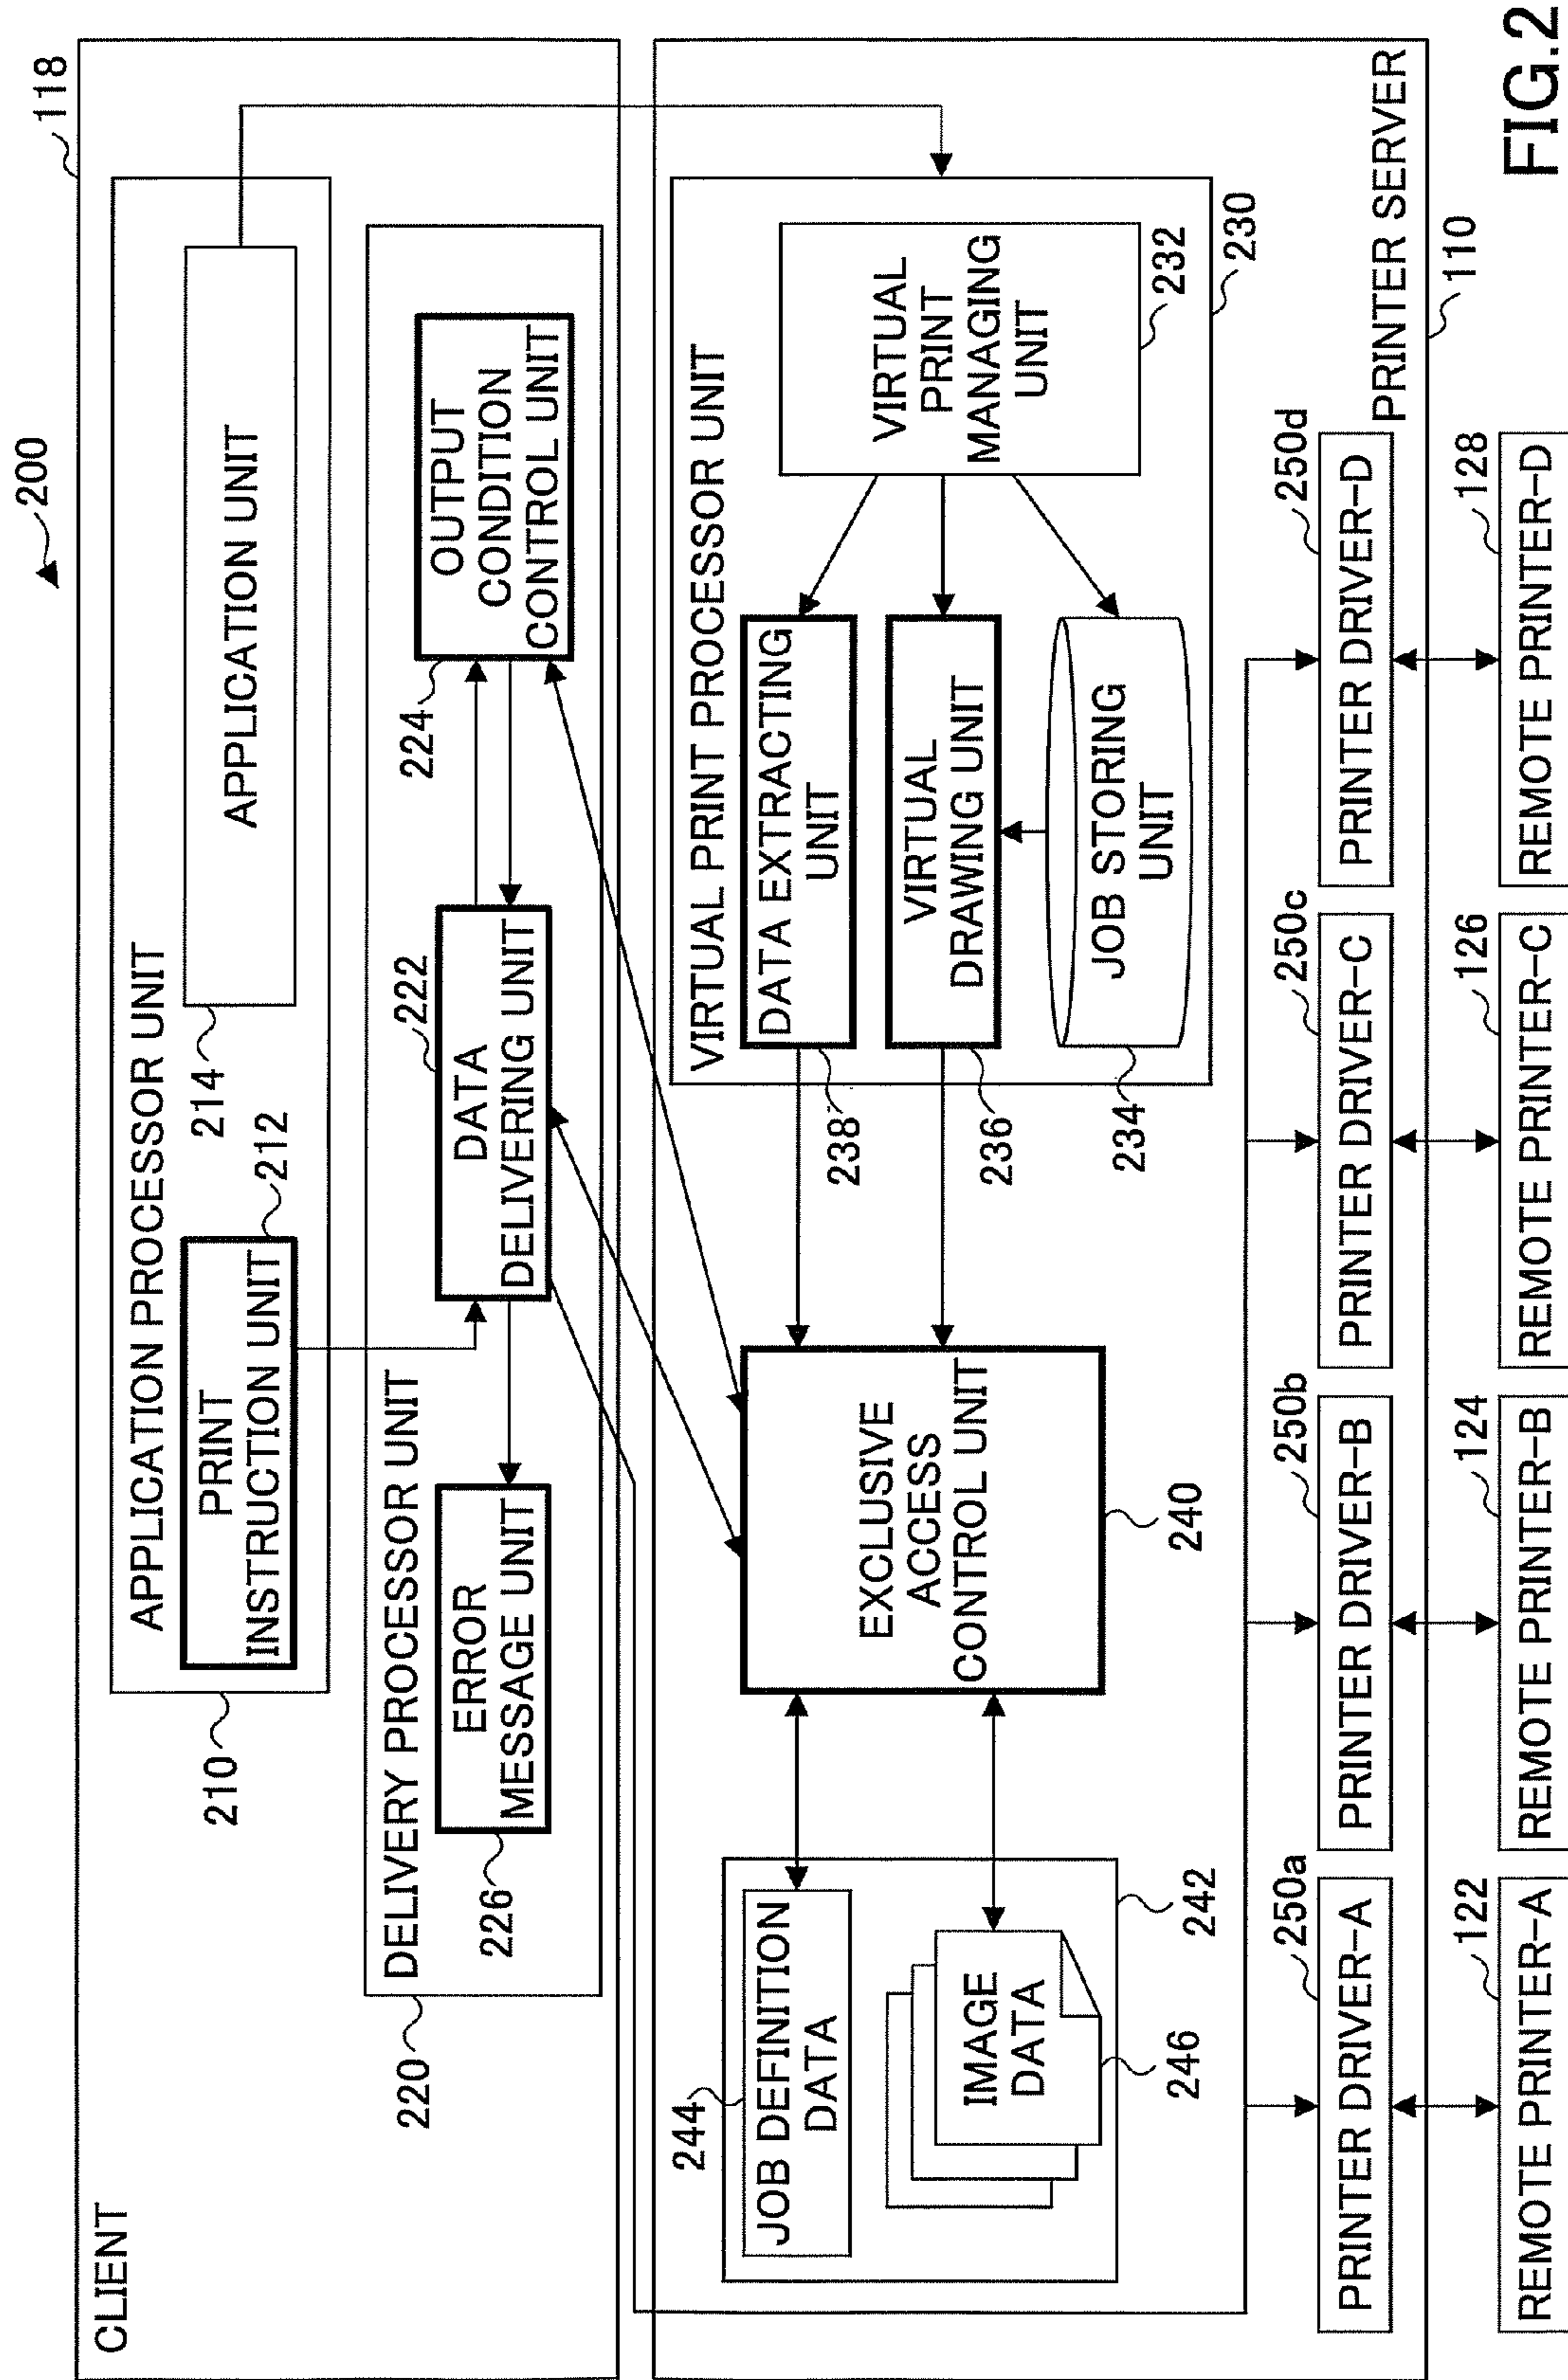 200
CLIENT
118
APPLICATION PROCESSOR UNIT
210
PRINT
INSTRUCTION UNIT
212
214
APPLICATION UNIT
DELIVERY PROCESSOR UNIT
220
ERROR
MESSAGE UNIT
226
DATA
DELIVERING UNIT
222
OUTPUT
CONDITION
CONTROL UNIT
224
244
JOB DEFINITION
DATA
IMAGE
DATA
246
242
EXCLUSIVE
ACCESS
CONTROL UNIT
240
VIRTUAL PRINT PROCESSOR UNIT
DATA EXTRACTING
UNIT
238
VIRTUAL
DRAWING UNIT
236
JOB STORING
UNIT
234
VIRTUAL
PRINT
MANAGING
UNIT
232
230
250a
PRINTER DRIVER-A
250b
PRINTER DRIVER-B
250c
PRINTER DRIVER-C
250d
PRINTER DRIVER-D
PRINTER SERVER
110
122
REMOTE PRINTER-A
124
REMOTE PRINTER-B
126
REMOTE PRINTER-C
128
REMOTE PRINTER-D
FIG.2